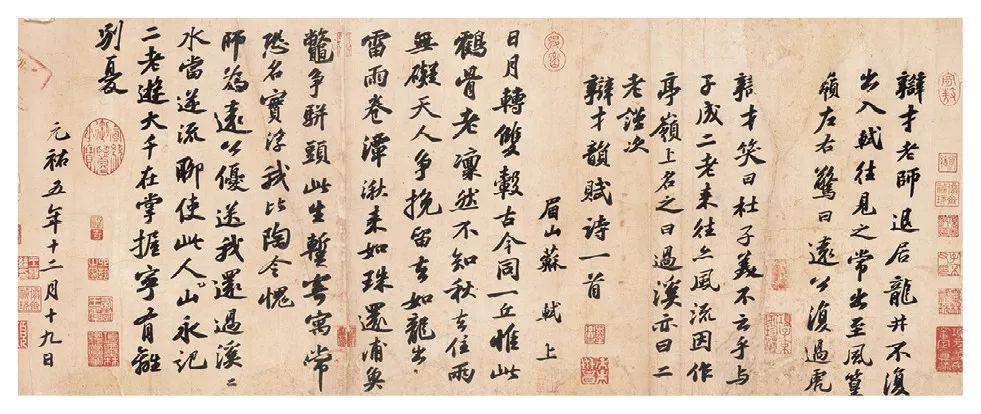 辯才老師退居龍井不復
出入軾往見之常出至風篁
嶺左右驚曰遠公復過虎
辯才笑曰杜子美不云乎與
子成二老來往亦風流因作
亭嶺上名之曰過溪亦曰二
老謹次
辯才韻賦詩一首
眉山蘇軾上
日月轉雙轂古今同一丘惟此
鶴骨老凜然不知秋去住兩
無礙天人爭挽留去如龍出
雷雨卷潭湫來如珠還浦魚
鱉爭駢頭此生暫寄寓常
恐名實浮我比陶令愧
師為遠公優送我還過溪二
水當逆流聊使此人山永記
二老遊大千在掌握寧有離
別憂
元祐五年十二月十九日